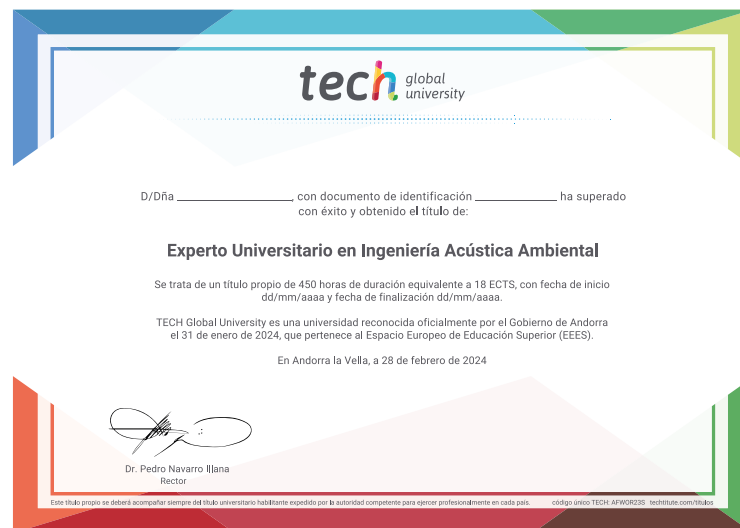 tech global university
D/Dña ____________________, con documento de identificación ______________ ha superado
con éxito y obtenido el título de:
Experto Universitario en Ingeniería Acústica Ambiental
Se trata de un título propio de 450 horas de duración equivalente a 18 ECTS, con fecha de inicio
dd/mm/aaaa y fecha de finalización dd/mm/aaaa.
TECH Global University es una universidad reconocida oficialmente por el Gobierno de Andorra
el 31 de enero de 2024, que pertenece al Espacio Europeo de Educación Superior (EEES).
En Andorra la Vella, a 28 de febrero de 2024
Dr. Pedro Navarro Illana
Rector
Este título propio se deberá acompañar siempre del título universitario habilitante expedido por la autoridad competente para ejercer profesionalmente en cada país. código único TECH: AFWOR23S techtitute.com/titulos